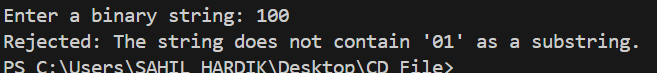 Enter a binary string: 100
Rejected: The string does not contain '01' as a substring.
PS C:\Users\SAHIL HARDIK\Desktop\CD File>